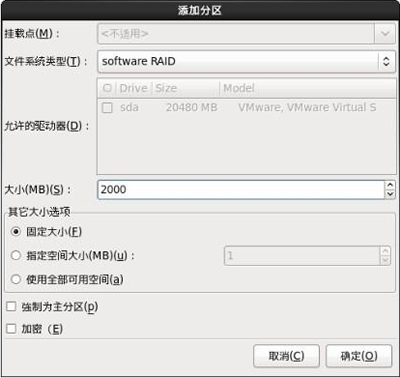 添加分区
挂载点(M)： <不适用>
文件系统类型(T)： software RAID
Drive Size Model
sda 20480 MB VMware, VMware Virtual S
允许的驱动器(D)：
大小(MB)(S)： 2000
其它大小选项
固定大小(F)
指定空间大小(MB)(u)： 1
使用全部可用空间(a)
強制为主分区(p)
加密（E)
取消(C) 确定(O)